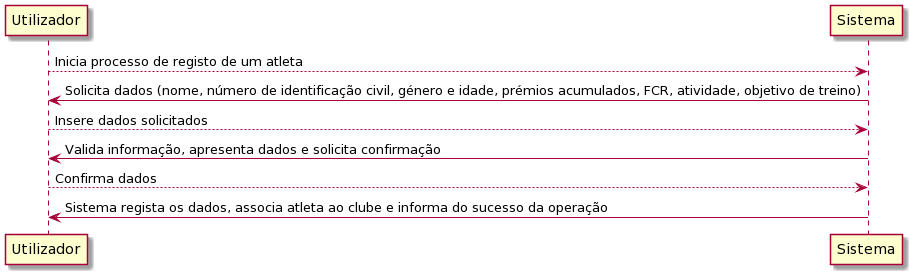 Utilizador Sistema
Inicia processo de registo de um atleta
Solicita dados (nome, número de identificação civil, género e idade, prémios acumulados, FCR, atividade, objetivo de treino)
Insere dados solicitados
Valida informação, apresenta dados e solicita confirmação
Confirma dados
Sistema regista os dados, associa atleta ao clube e informa do sucesso da operação
Utilizador Sistema